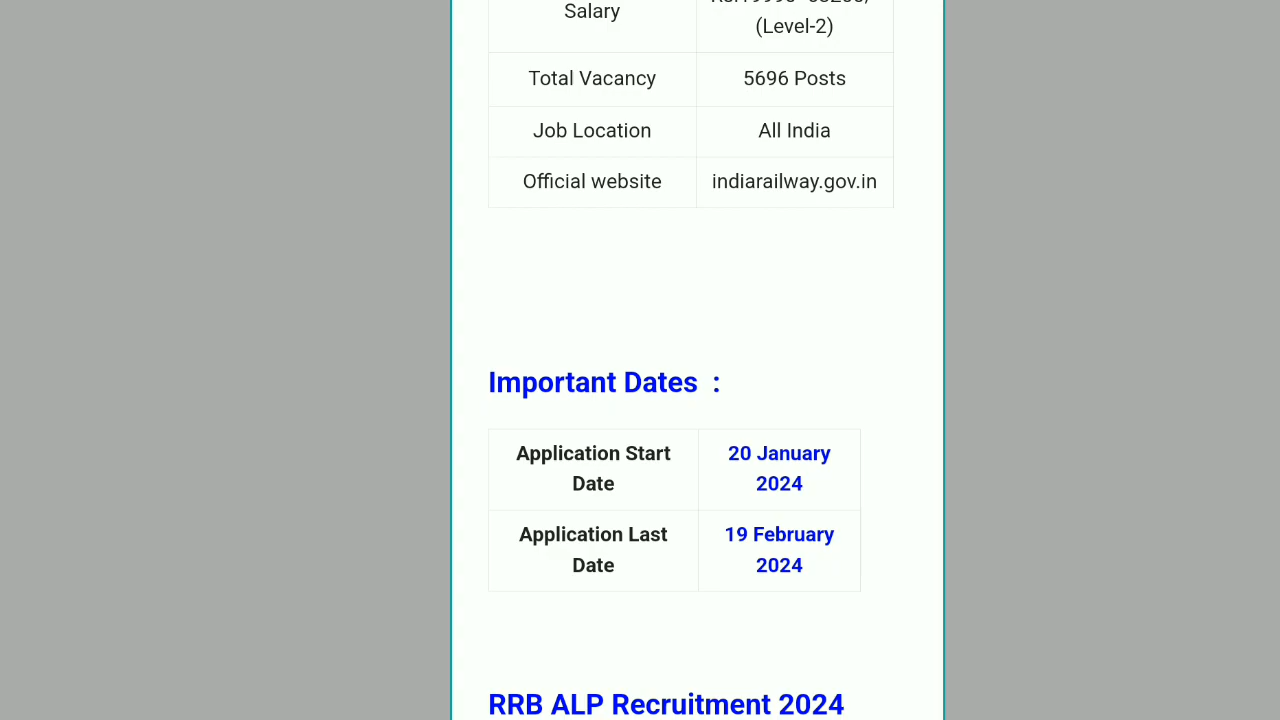 Salary
(Level-2)
Total Vacancy
5696 Posts
Job Location
All India
Official website
indiarailway.gov.in
Important Dates :
Application Start
Date
20 January
2024
Application Last
Date
19 February
2024
RRB ALP Recruitment 2024